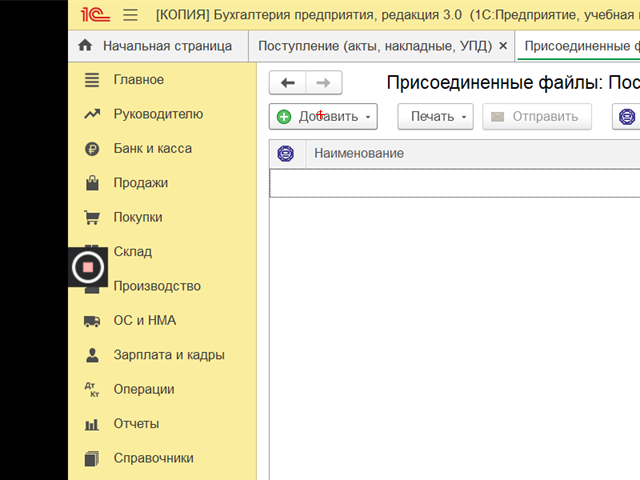 1С [КОПИЯ] Бухгалтерия предприятия, редакция 3.0 (1С:Предприятие, учебная
Начальная страница Поступление (акты, накладные, УПД) × Присоединенные
Главное
Руководителю
Банк и касса
Продажи
Покупки
Склад
Производство
ОС и НМА
Зарплата и кадры
Дт Кт Операции
Отчеты
Справочники
Присоединенные файлы: Пос
Добавить Печать Отправить
Наименование